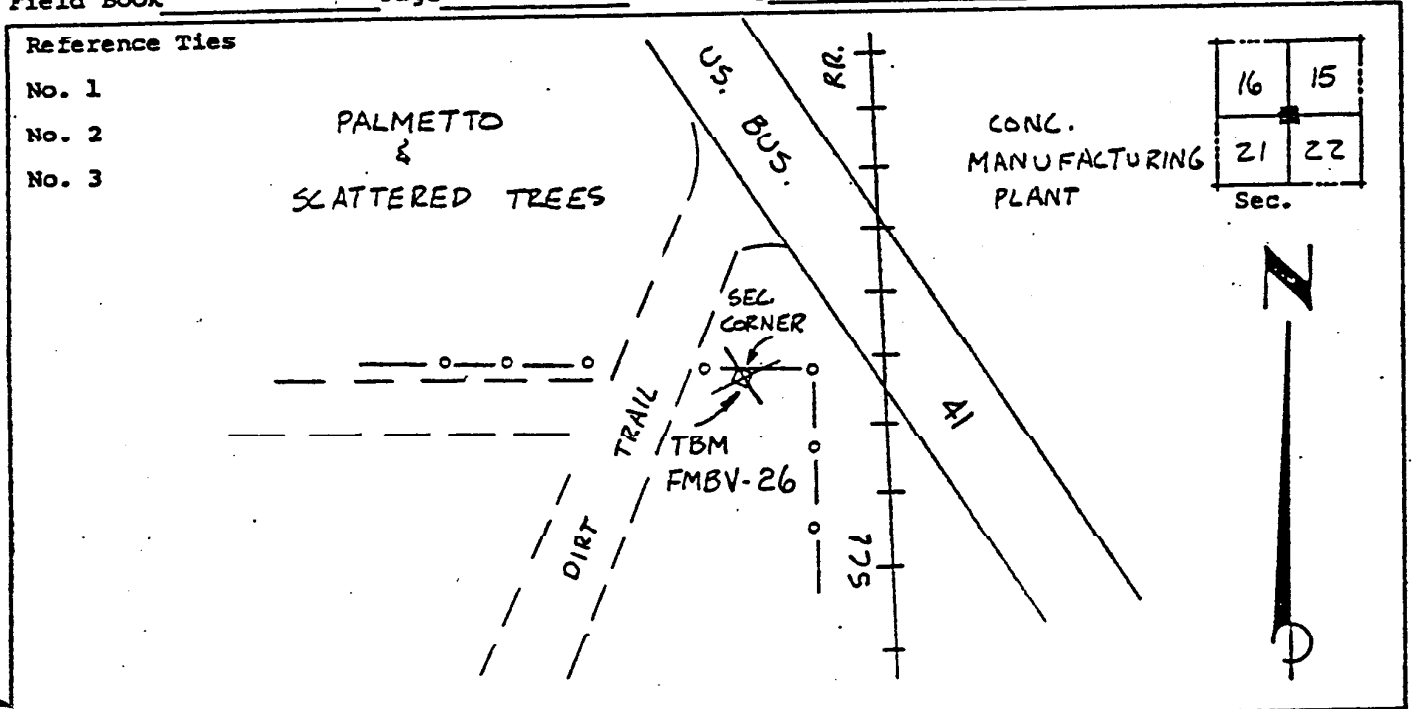 Field Book
Reference Ties
No. 1
No. 2
No. 3
PALMETTO
&
SCATTERED TREES
US.
BUS.
41
RR.
SCL
CONC.
MANUFACTURING
PLANT
16 15
21 22
Sec.
N
SEC.
CORNER
TBM
FMBV-26
DIRT TRAIL